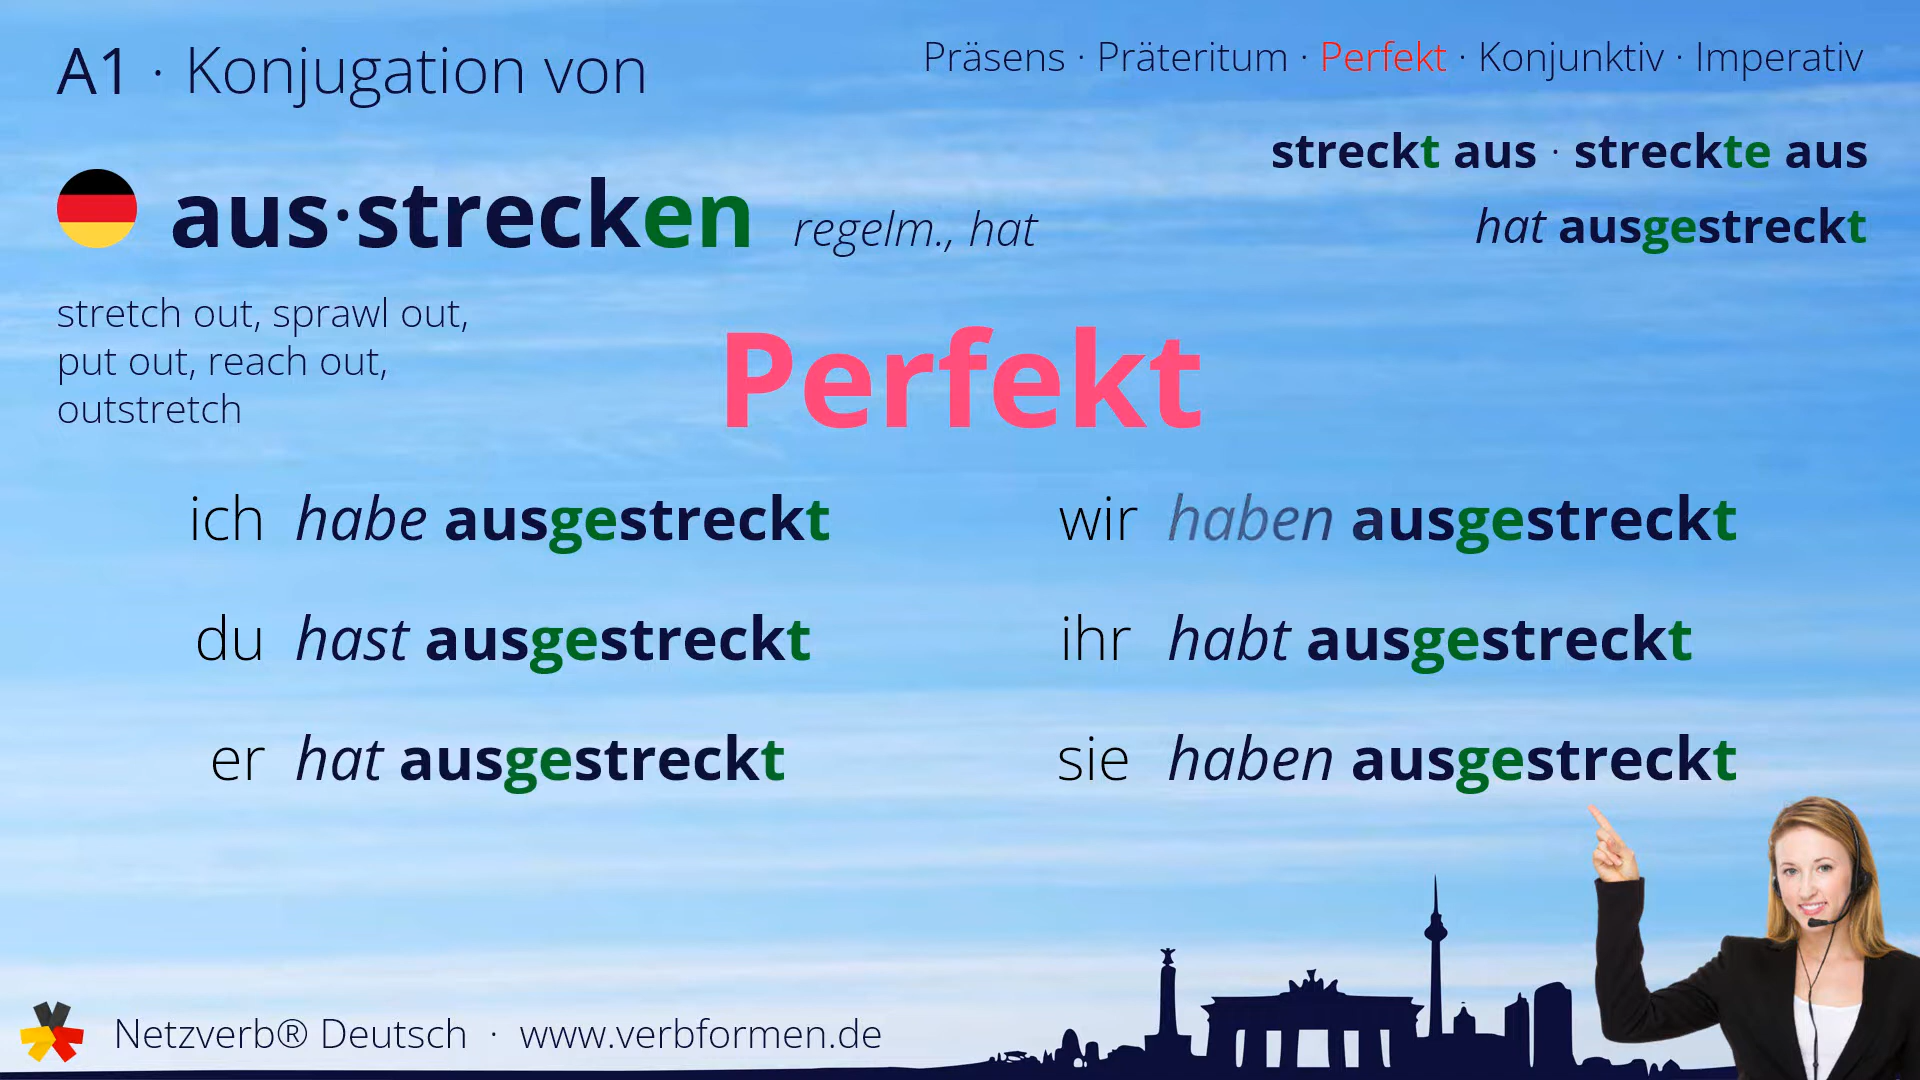 A1 · Konjugation von
Präsens · Präteritum · Perfekt · Konjunktiv · Imperativ
aus·strecken regelm., hat
streckt aus · streckte aus
hat ausgestreckt
stretch out, sprawl out,
put out, reach out,
outstretch
Perfekt
ich habe ausgestreckt
du hast ausgestreckt
er hat ausgestreckt
wir haben ausgestreckt
ihr habt ausgestreckt
sie haben ausgestreckt
Netzverb® Deutsch · www.verbformen.de